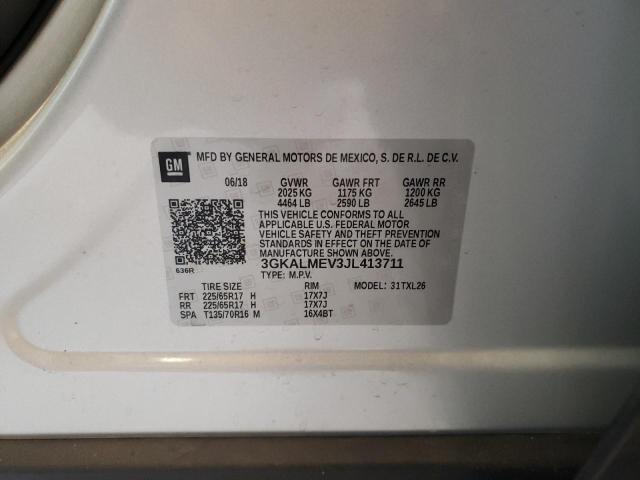 GM
MFD BY GENERAL MOTORS DE MEXICO, S. DE R.L. DE C.V.
06/18 GVWR GAWR FRT GAWR RR
2025 KG 1175 KG 1200 KG
4464 LB 2590 LB 2645 LB
THIS VEHICLE CONFORMS TO ALL
APPLICABLE U.S. FEDERAL MOTOR
VEHICLE SAFETY AND THEFT PREVENTION
STANDARDS IN EFFECT ON THE DATE OF
MANUFACTURE SHOWN ABOVE.
3GKALMEV3JL413711
636R
TYPE: M.P.V.
TIRE SIZE RIM MODEL: 31TXL26
FRT 225/65R17 H 17X7J
RR 225/65R17 H 17X7J
SPA T135/70R16 M 16X4BT